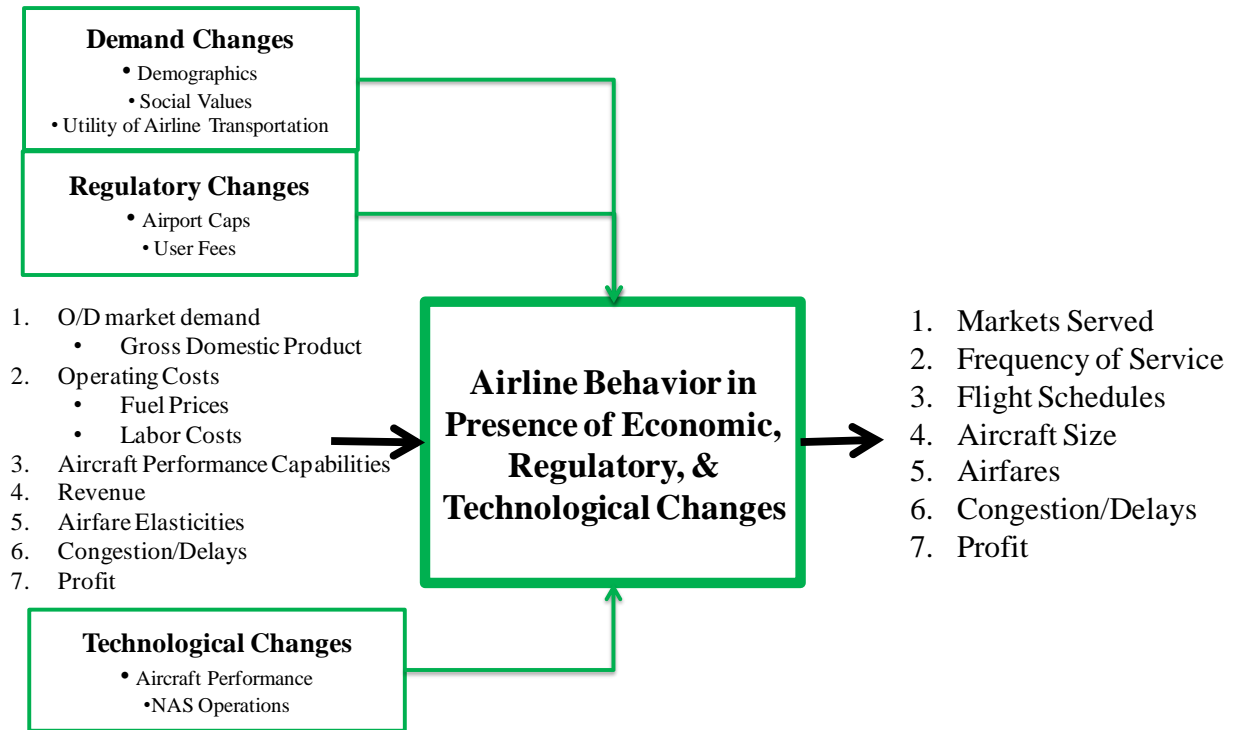 Demand Changes
• Demographics
• Social Values
• Utility of Airline Transportation
Regulatory Changes
• Airport Caps
• User Fees
1. O/D market demand
• Gross Domestic Product
2. Operating Costs
• Fuel Prices
• Labor Costs
3. Aircraft Performance Capabilities
4. Revenue
5. Airfare Elasticities
6. Congestion/Delays
7. Profit
Technological Changes
• Aircraft Performance
•NAS Operations
Airline Behavior in
Presence of Economic,
Regulatory, &
Technological Changes
1. Markets Served
2. Frequency of Service
3. Flight Schedules
4. Aircraft Size
5. Airfares
6. Congestion/Delays
7. Profit